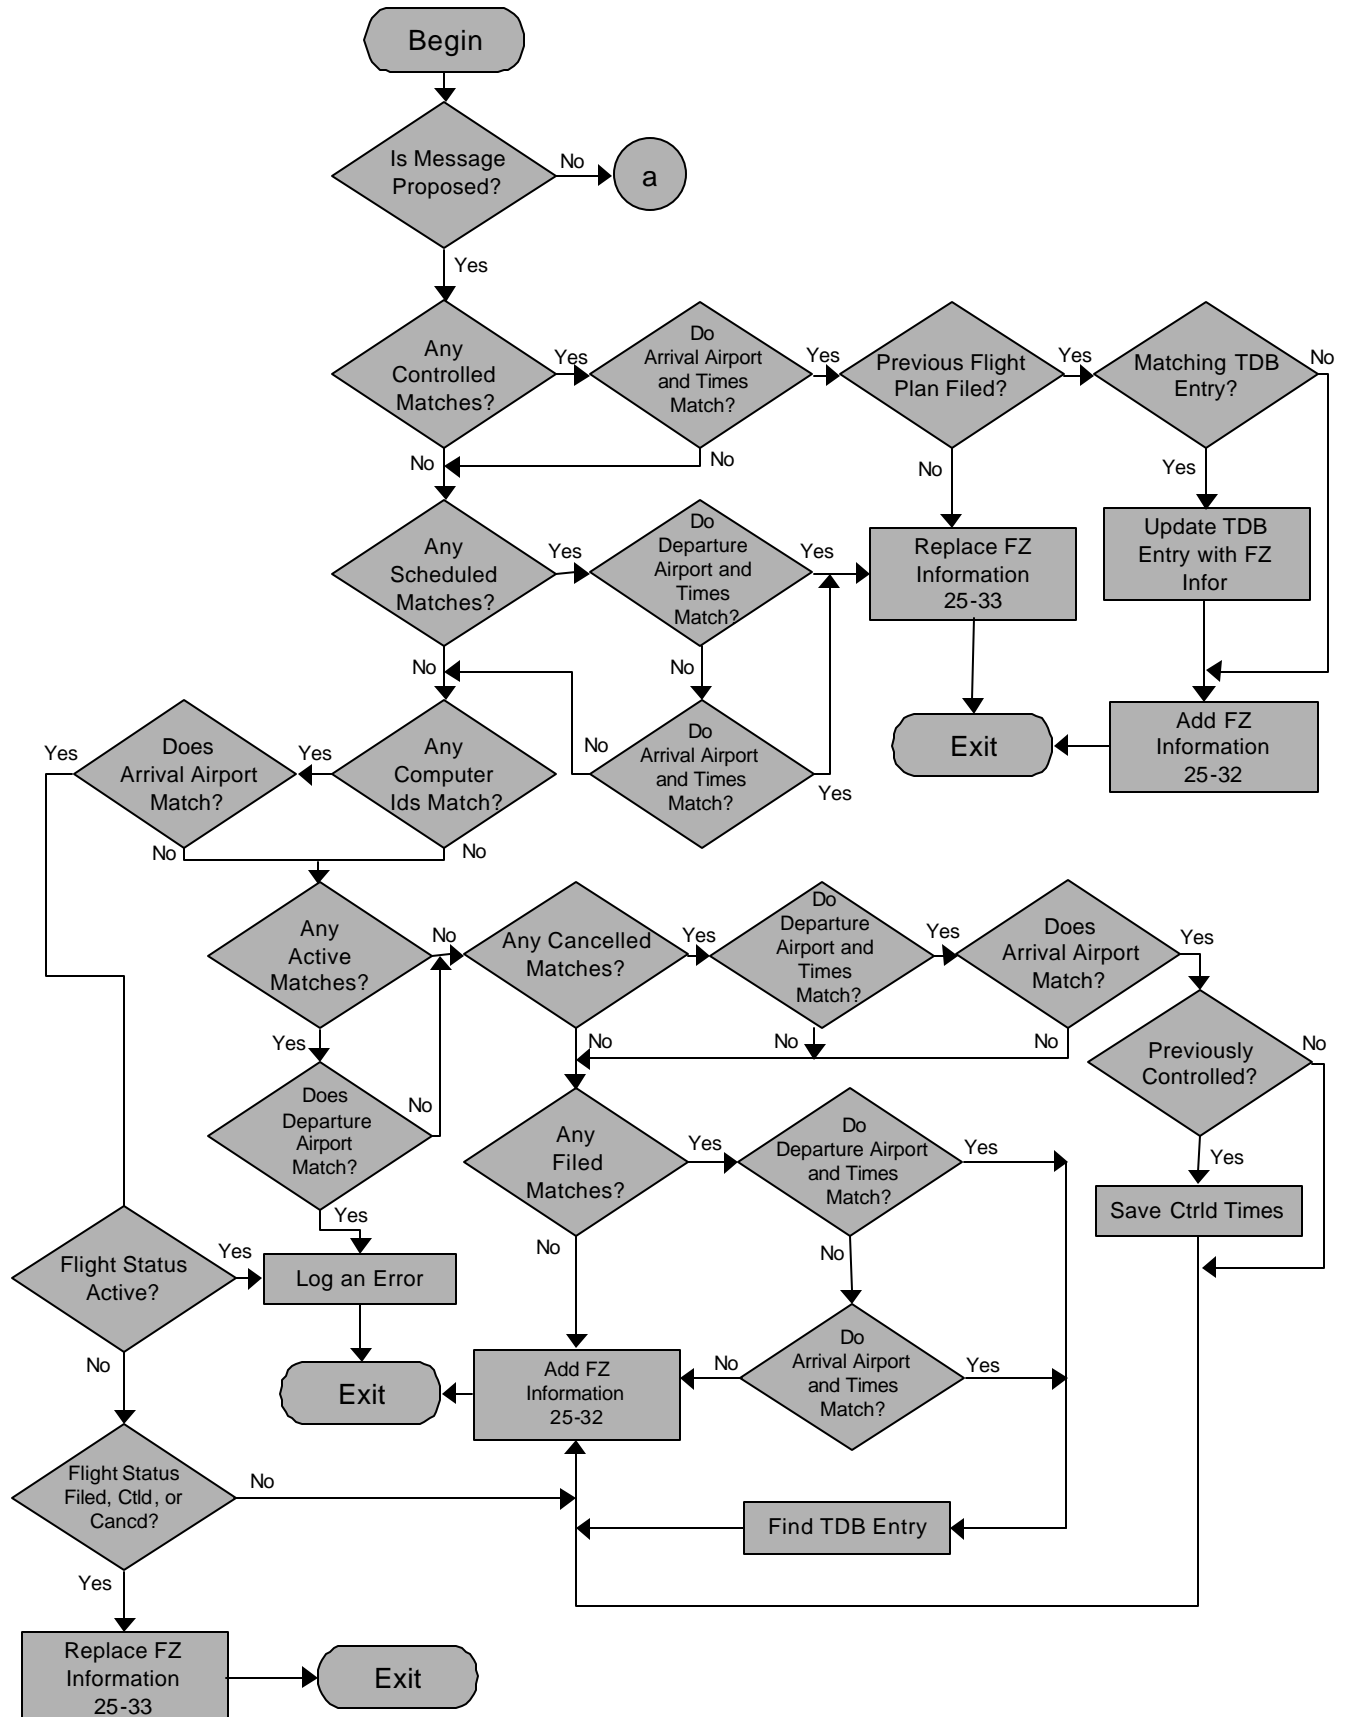 Begin
Is Message
Proposed?
No
a
Yes
Any
Controlled
Matches?
Yes
Do
Arrival Airport
and Times
Match?
Yes
Previous Flight
Plan Filed?
Yes
Matching TDB
Entry?
No
No
No
No
Yes
Any
Scheduled
Matches?
Yes
Do
Departure
Airport and
Times
Match?
Yes
Replace FZ
Information
25-33
Update TDB
Entry with FZ
Infor
No
No
Yes
Does
Arrival Airport
Match?
Yes
Any
Computer
Ids Match?
No
Do
Arrival Airport
and Times
Match?
Yes
Exit
Add FZ
Information
25-32
No
No
Any
Active
Matches?
No
Any Cancelled
Matches?
Yes
Do
Departure
Airport and
Times
Match?
Yes
Does
Arrival Airport
Match?
Yes
Yes
No
No
No
Previously
Controlled?
No
Does
Departure
Airport
Match?
No
Any
Filed
Matches?
Yes
Do
Departure Airport
and Times
Match?
Yes
Yes
Save Ctrld Times
Yes
No
No
Flight Status
Active?
Yes
Log an Error
No
Exit
Add FZ
Information
25-32
No
Do
Arrival Airport
and Times
Match?
Yes
Flight Status
Filed, Ctld, or
Cancd?
No
Find TDB Entry
Yes
Replace FZ
Information
25-33
Exit